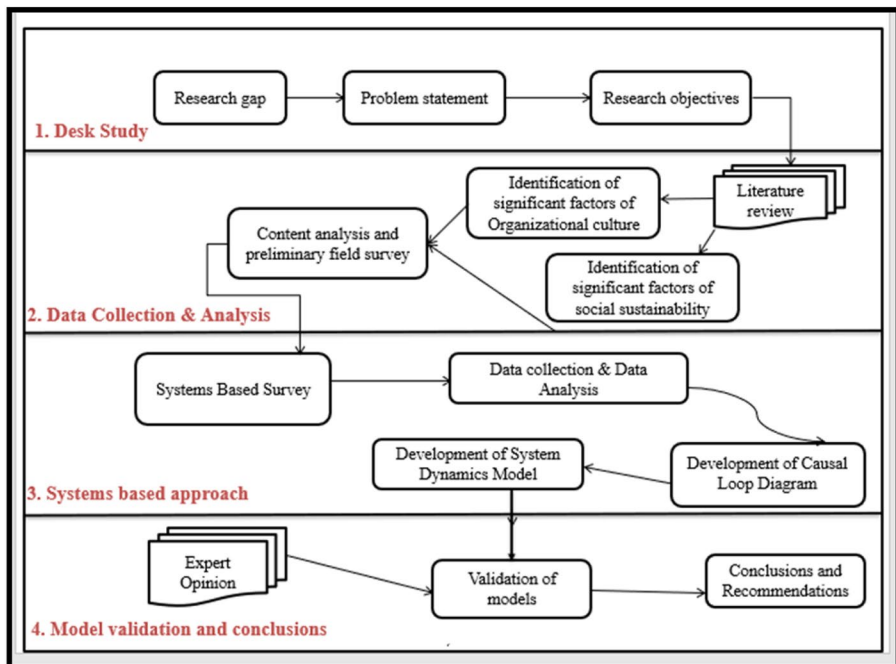 Research gap
Problem statement
Research objectives
1. Desk Study
Identification of
significant factors of
Organizational culture
Literature
review
Content analysis and
preliminary field survey
Identification of
significant factors of
social sustainability
2. Data Collection & Analysis
Systems Based Survey
Data collection & Data
Analysis
Development of System
Dynamics Model
Development of Causal
Loop Diagram
3. Systems based approach
Expert
Opinion
Validation of
models
Conclusions and
Recommendations
4. Model validation and conclusions